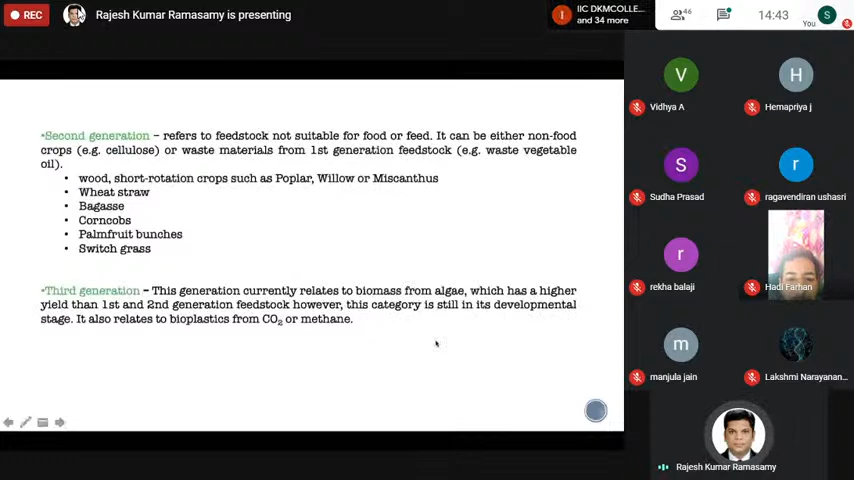 REC
Rajesh Kumar Ramasamy is presenting
I
IIC DKMCOLLE...
and 34 more
46
14:43
You
S
•Second generation – refers to feedstock not suitable for food or feed. It can be either non-food
crops (e.g. cellulose) or waste materials from 1st generation feedstock (e.g. waste vegetable
oil).
• wood, short-rotation crops such as Poplar, Willow or Miscanthus
• Wheat straw
• Bagasse
• Corncobs
• Palmfruit bunches
• Switch grass
•Third generation – This generation currently relates to biomass from algae, which has a higher
yield than 1st and 2nd generation feedstock however, this category is still in its developmental
stage. It also relates to bioplastics from CO₂ or methane.
V
Vidhya A
H
Hemapriya j
S
Sudha Prasad
r
ragavendiran ushasri
r
rekha balaji
Hadi Farhan
m
manjula jain
Lakshmi Narayanan...
Rajesh Kumar Ramasamy